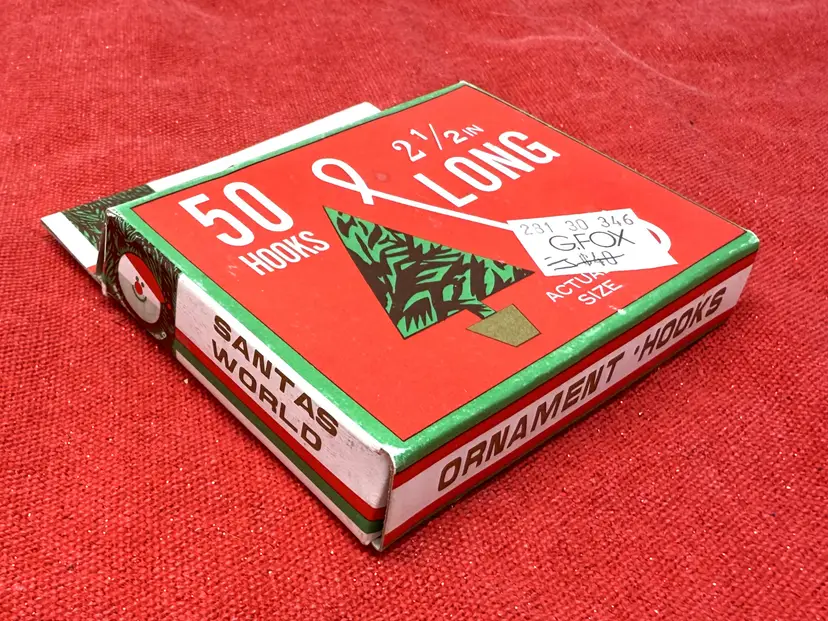 50
HOOKS
2 1/2 IN
LONG
231 30 346
G.FOX
ACTUAL
SIZE
SANTAS
WORLD
ORNAMENT HOOKS